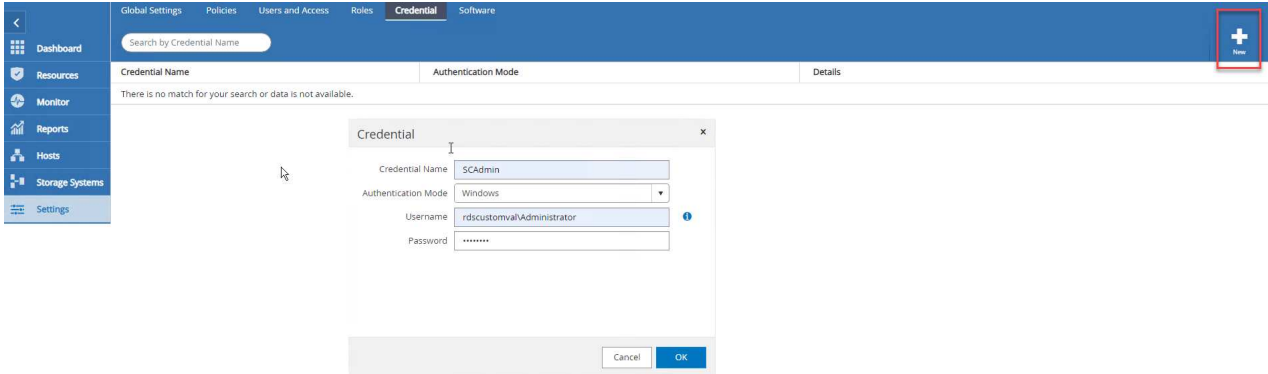 Global Settings Policies Users and Access Roles Credential Software
Search by Credential Name
New
Dashboard
Resources
Monitor
Reports
Hosts
Storage Systems
Settings
Credential Name Authentication Mode Details
There is no match for your search or data is not available.
Credential x
Credential Name SCAdmin
Authentication Mode Windows
Username rdscustomval\Administrator
Password ••••••••
Cancel OK